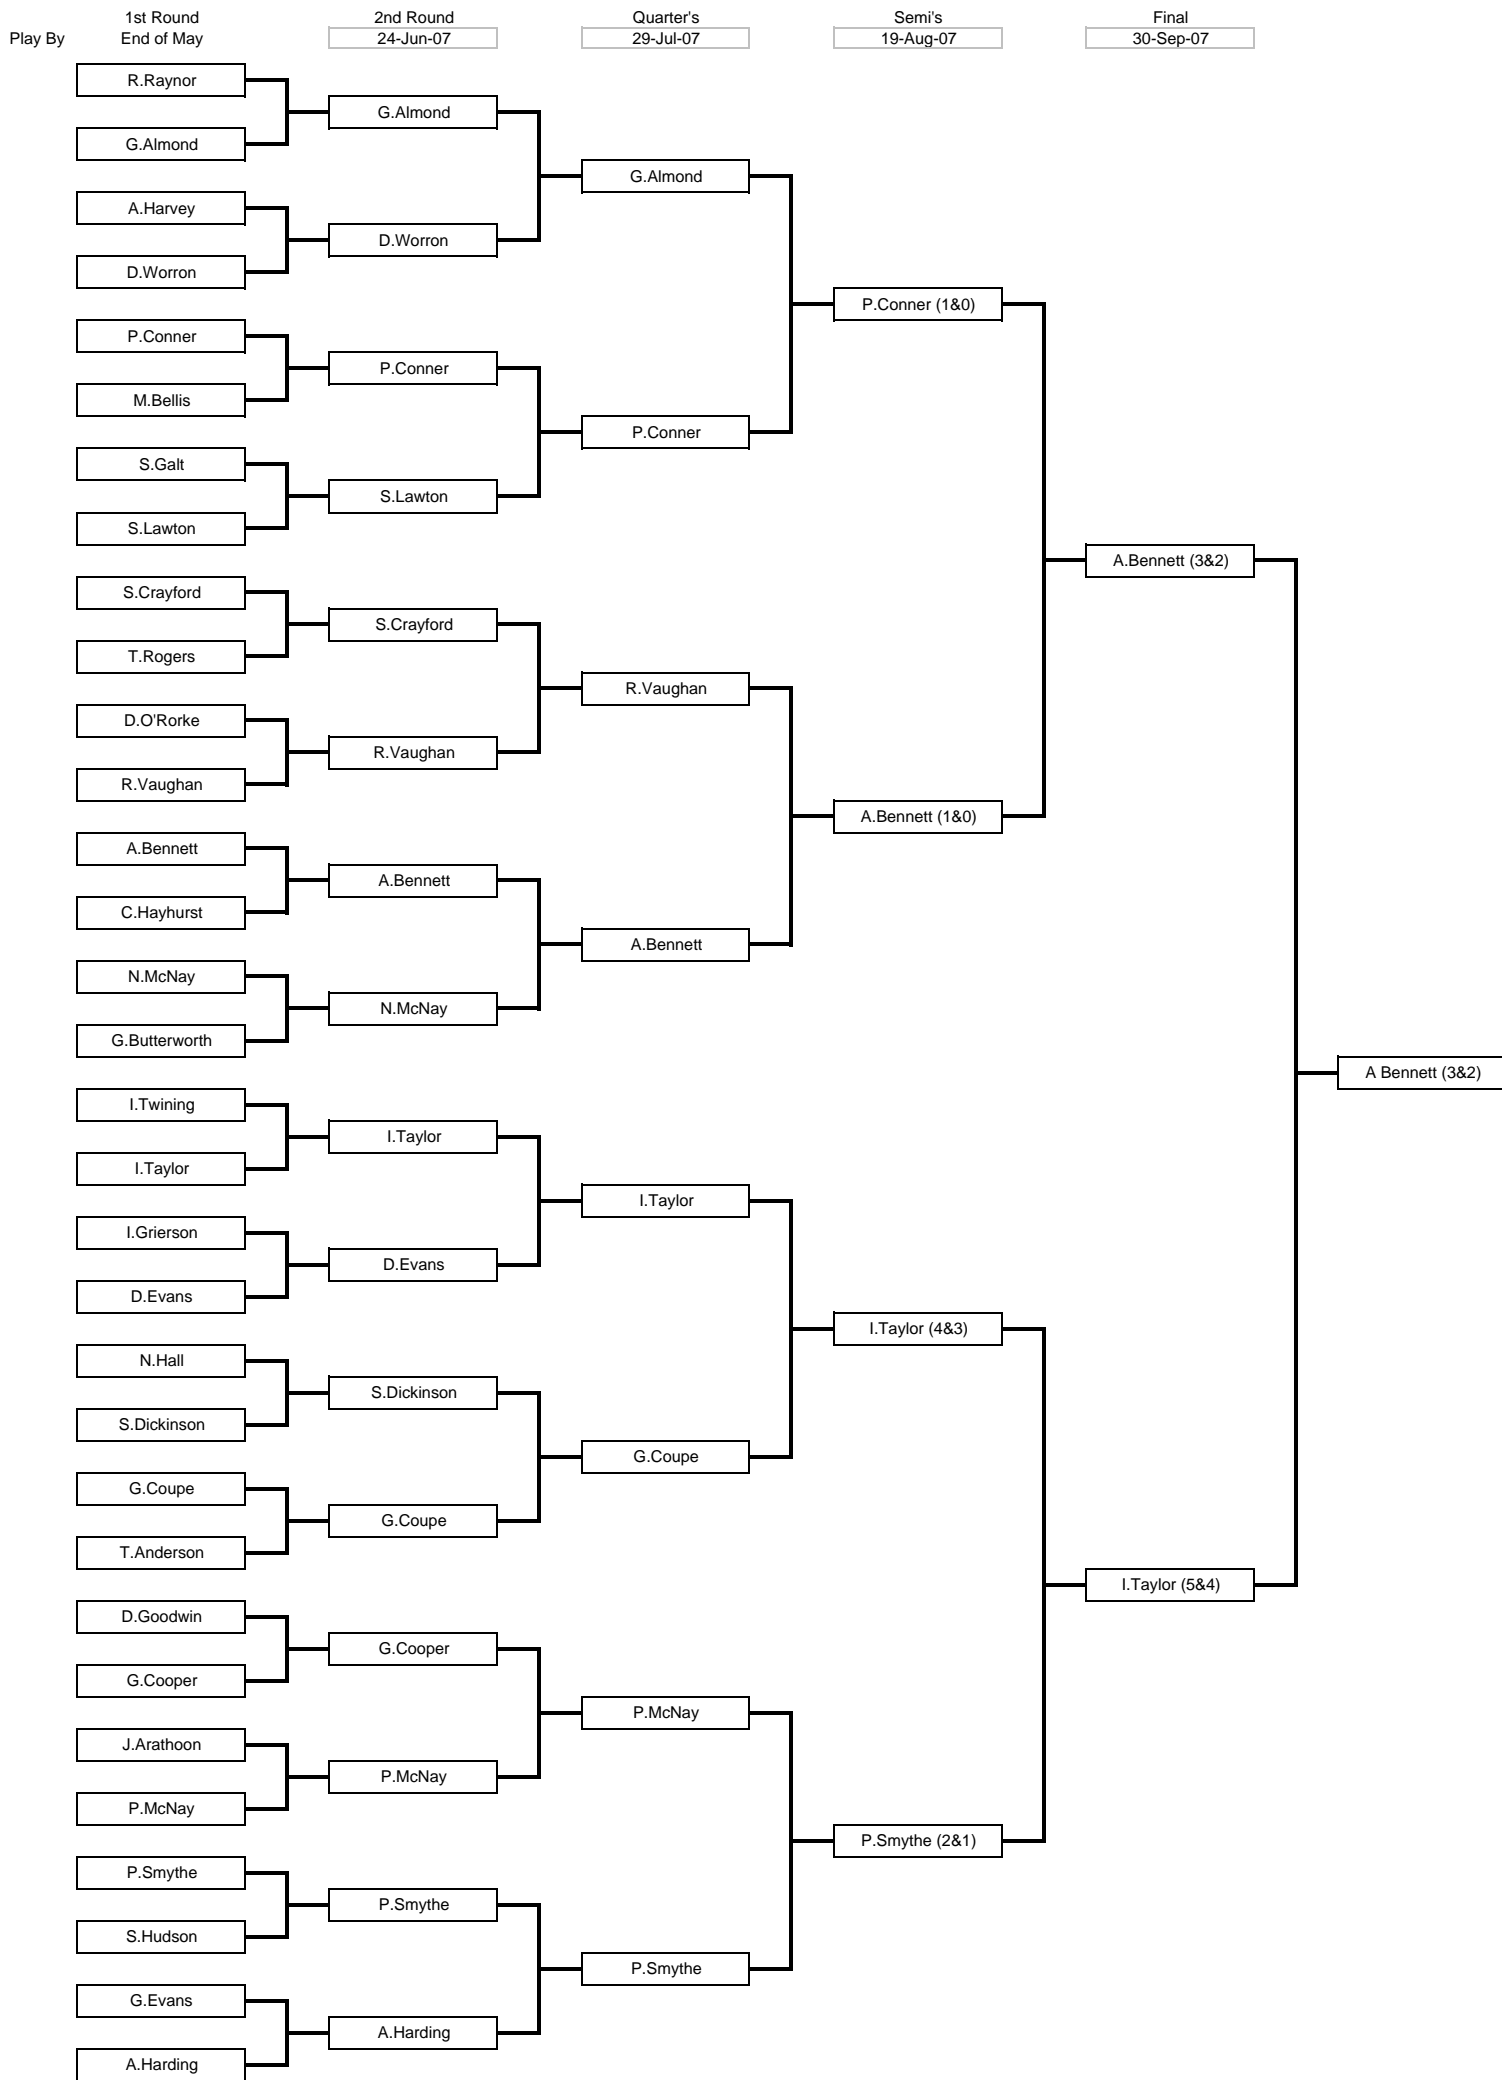 1st Round 2nd Round Quarter's Semi's Final
Play By End of May 24-Jun-07 29-Jul-07 19-Aug-07 30-Sep-07
R.Raynor
G.Almond
G.Almond
G.Almond
A.Harvey
D.Worron
D.Worron
P.Conner (1&0)
P.Conner
P.Conner
M.Bellis
P.Conner
S.Galt
S.Lawton
S.Lawton
A.Bennett (3&2)
S.Crayford
S.Crayford
T.Rogers
R.Vaughan
D.O'Rorke
R.Vaughan
R.Vaughan
A.Bennett (1&0)
A.Bennett
A.Bennett
C.Hayhurst
A.Bennett
N.McNay
N.McNay
G.Butterworth
A Bennett (3&2)
I.Twining
I.Taylor
I.Taylor
I.Taylor
I.Grierson
D.Evans
D.Evans
I.Taylor (4&3)
N.Hall
S.Dickinson
S.Dickinson
G.Coupe
G.Coupe
G.Coupe
T.Anderson
I.Taylor (5&4)
D.Goodwin
G.Cooper
G.Cooper
P.McNay
J.Arathoon
P.McNay
P.McNay
P.Smythe (2&1)
P.Smythe
P.Smythe
S.Hudson
P.Smythe
G.Evans
A.Harding
A.Harding